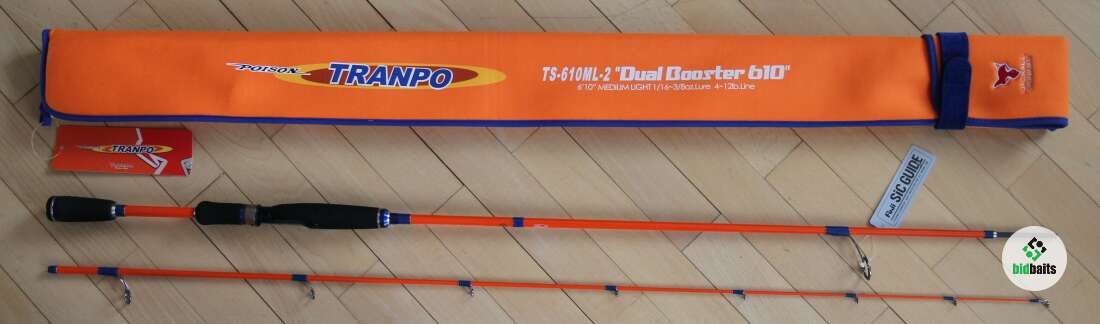 POISON TRANPO
TS-610ML-2 "Dual Booster 610"
6'10" MEDIUM LIGHT 1/16~3/8oz.Lure 4~12lb.Line
TRANPO
Fuji SiC GUIDE
bidbaits